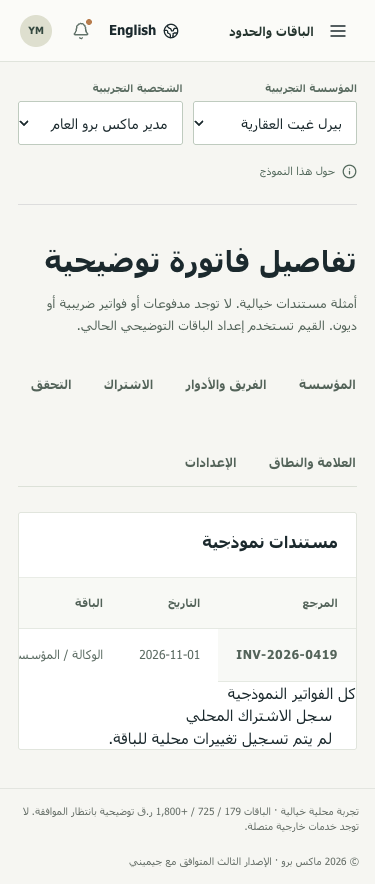 الباقات والحدود
English
YM
المؤسسة التجريبية
الشخصية التجريبية
بيرل غيت العقارية
مدير ماكس برو العام
حول هذا النموذج
تفاصيل فاتورة توضيحية
أمثلة مستندات خيالية. لا توجد مدفوعات أو فواتير ضريبية أو
ديون. القيم تستخدم إعداد الباقات التوضيحي الحالي.
المؤسسة الفريق والأدوار الاشتراك التحقق
العلامة والنطاق الإعدادات
مستندات نموذجية
المرجع التاريخ الباقة
INV-2026-0419 2026-11-01 الوكالة / المؤسس
كل الفواتير النموذجية
سجل الاشتراك المحلي
لم يتم تسجيل تغييرات محلية للباقة.
تجربة محلية خيالية · الباقات 179 / 725 / +1,800 ر.ق توضيحية بانتظار الموافقة. لا
توجد خدمات خارجية متصلة.
© 2026 ماكس برو · الإصدار الثالث المتوافق مع جيميني